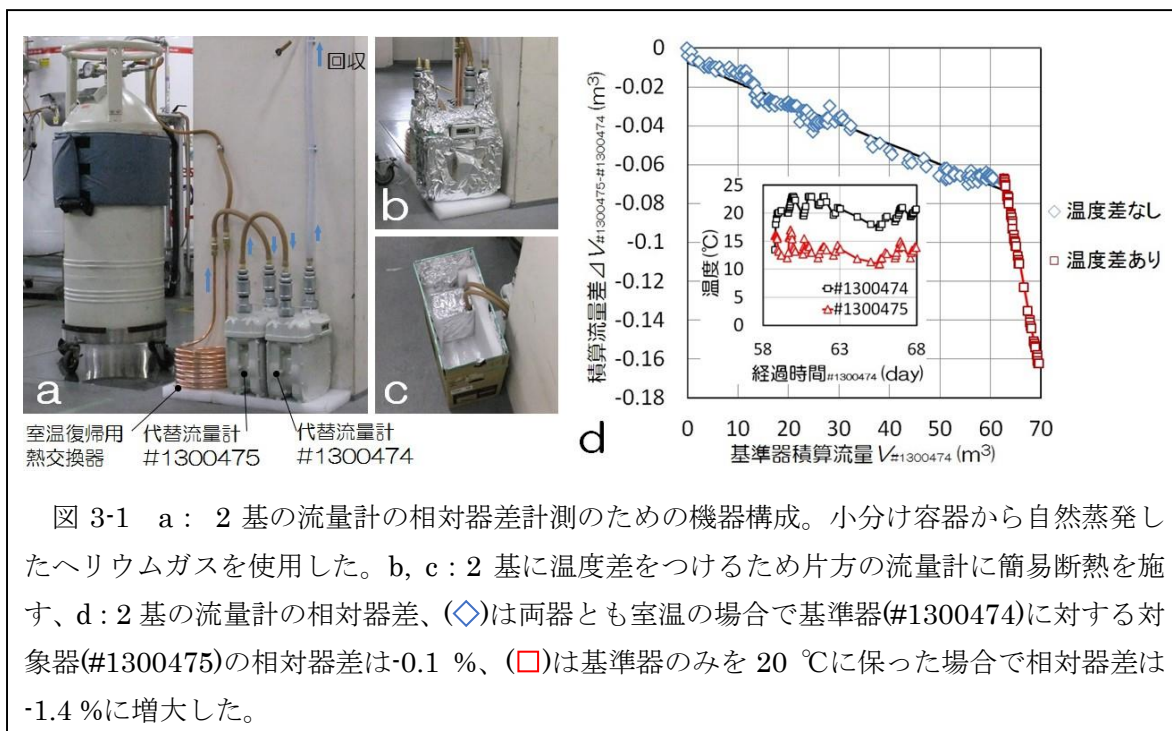 回収
a
b
c
室温復帰用
熱交換器
代替流量計
#1300475
代替流量計
#1300474
d
積算流量差⊿V#1300475-#1300474 (m³)
0
-0.02
-0.04
-0.06
-0.08
-0.1
-0.12
-0.14
-0.16
-0.18
0 10 20 30 40 50 60 70
基準器積算流量 V#1300474 (m³)
温度差なし
温度差あり
温度(℃)
25
20
15
10
5
0
#1300474
#1300475
58 63 68
経過時間#1300474 (day)
図 3-1 a: 2 基の流量計の相対器差計測のための機器構成。小分け容器から自然蒸発し
たヘリウムガスを使用した。b, c : 2 基に温度差をつけるため片方の流量計に簡易断熱を施
す、d : 2 基の流量計の相対器差、(◇)は両器とも室温の場合で基準器(#1300474)に対する対
象器(#1300475)の相対器差は-0.1 %、(□)は基準器のみを 20 ℃に保った場合で相対器差は
-1.4 %に増大した。